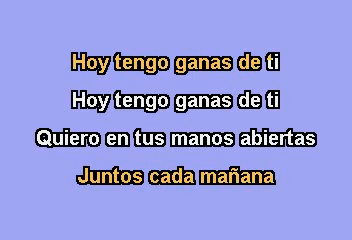 Hoy tengo ganas de ti
Hoy tengo ganas de ti
Quiero en tus manos abiertas
Juntos cada mañana